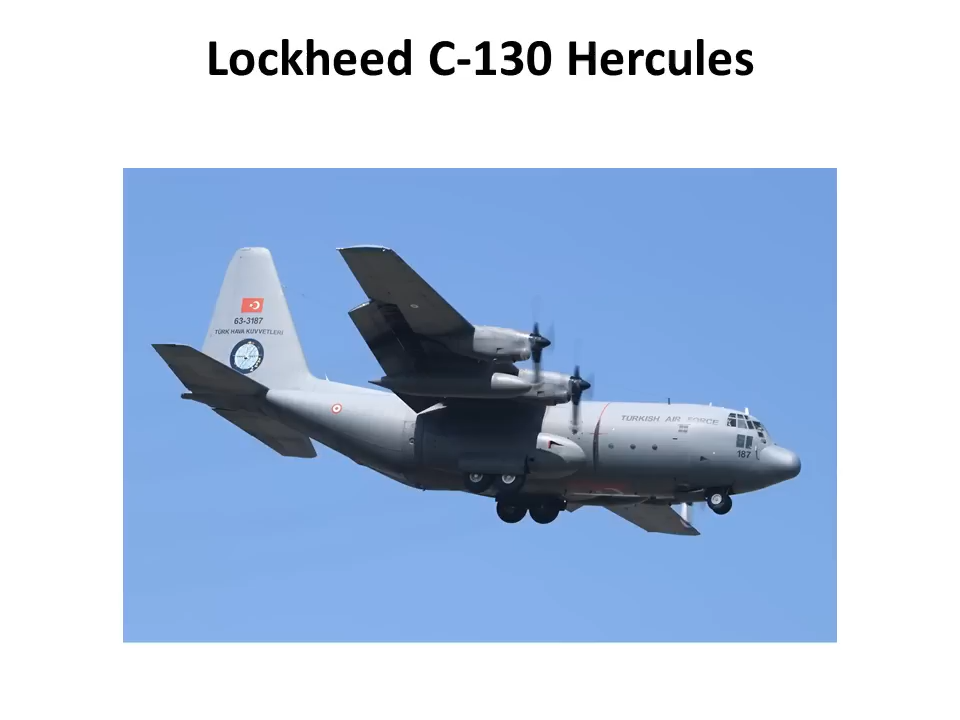 Lockheed C-130 Hercules
63-3187
TÜRK HAVA KUVVETLERİ
TURKISH AIR FORCE
187